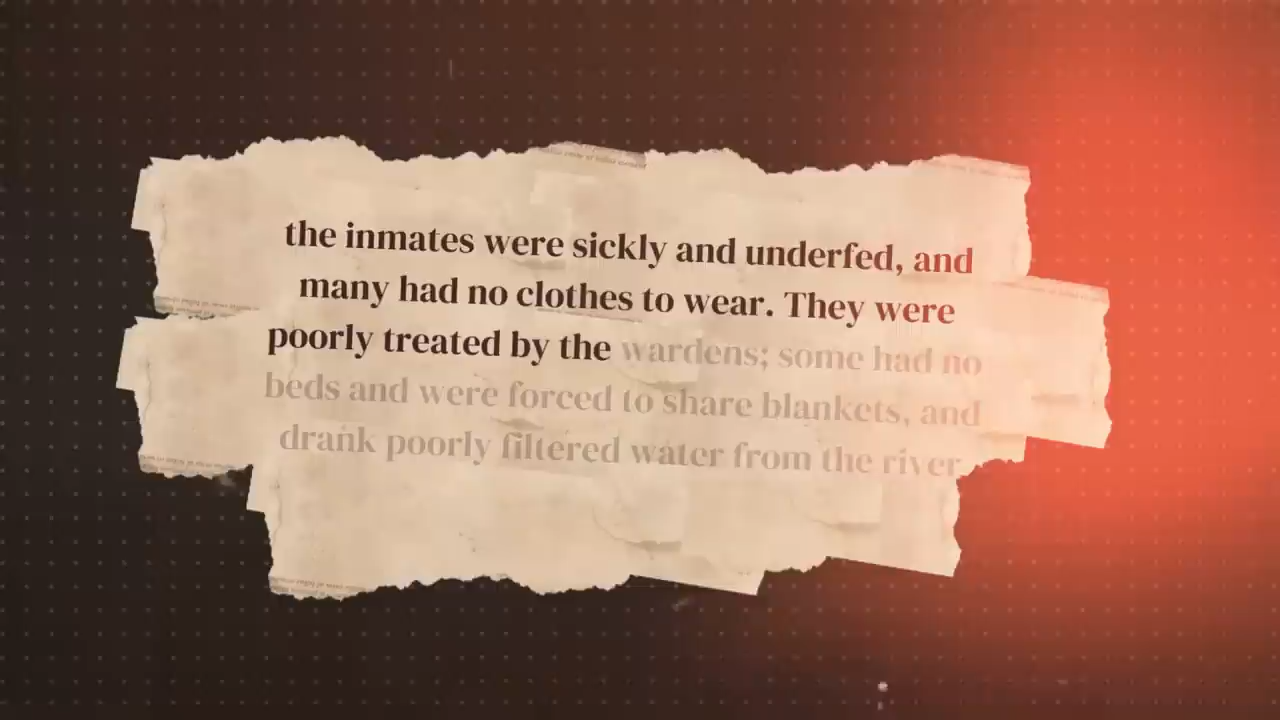 the inmates were sickly and underfed, and
many had no clothes to wear. They were
poorly treated by the wardens; some had no
beds and were forced to share blankets, and
drank poorly filtered water from the river.